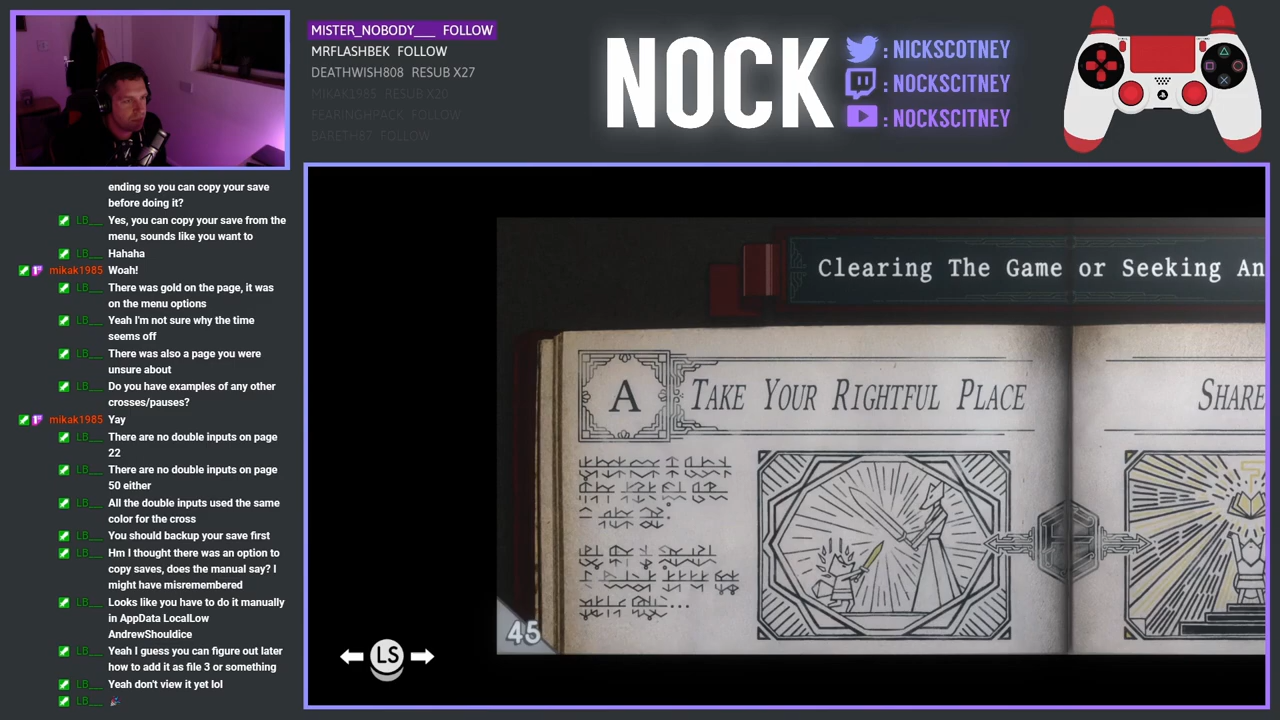 MISTER_NOBODY___ FOLLOW
MRFLASHBEK FOLLOW
DEATHWISH808 RESUB X27
MIKAK1985 RESUB X20
FEARINGHPACK FOLLOW
BARETH87 FOLLOW
NOCK
: NICKSCOTNEY
: NOCKSCITNEY
: NOCKSCITNEY
ending so you can copy your save
before doing it?
LB___ Yes, you can copy your save from the
menu, sounds like you want to
LB___ Hahaha
mikak1985 Woah!
LB___ There was gold on the page, it was
on the menu options
LB___ Yeah I'm not sure why the time
seems off
LB___ There was also a page you were
unsure about
LB___ Do you have examples of any other
crosses/pauses?
mikak1985 Yay
LB___ There are no double inputs on page
22
LB___ There are no double inputs on page
50 either
LB___ All the double inputs used the same
color for the cross
LB___ You should backup your save first
LB___ Hm I thought there was an option to
copy saves, does the manual say? I
might have misremembered
LB___ Looks like you have to do it manually
in AppData LocalLow
AndrewShouldice
LB___ Yeah I guess you can figure out later
how to add it as file 3 or something
LB___ Yeah don't view it yet lol
LB___
Clearing The Game or Seeking An
A
TAKE YOUR RIGHTFUL PLACE
SHARE
45
LS